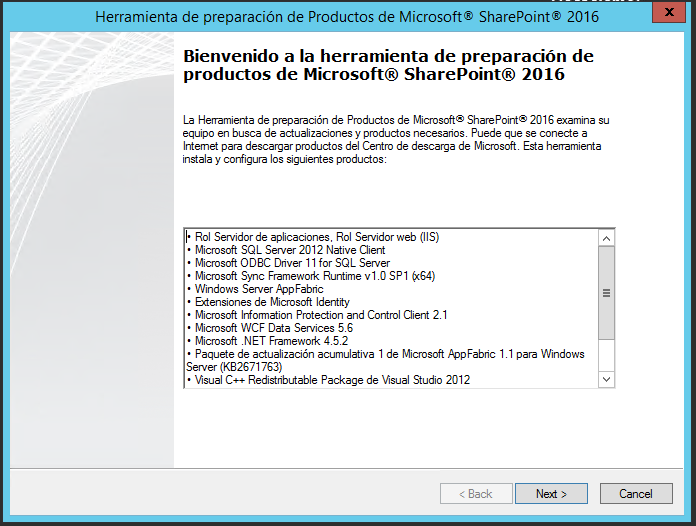 Herramienta de preparación de Productos de Microsoft® SharePoint® 2016
x
Bienvenido a la herramienta de preparación de
productos de Microsoft® SharePoint® 2016
La Herramienta de preparación de Productos de Microsoft® SharePoint® 2016 examina su
equipo en busca de actualizaciones y productos necesarios. Puede que se conecte a
Internet para descargar productos del Centro de descarga de Microsoft. Esta herramienta
instala y configura los siguientes productos:
• Rol Servidor de aplicaciones, Rol Servidor web (IIS)
• Microsoft SQL Server 2012 Native Client
• Microsoft ODBC Driver 11 for SQL Server
• Microsoft Sync Framework Runtime v1.0 SP1 (x64)
• Windows Server AppFabric
• Extensiones de Microsoft Identity
• Microsoft Information Protection and Control Client 2.1
• Microsoft WCF Data Services 5.6
• Microsoft .NET Framework 4.5.2
• Paquete de actualización acumulativa 1 de Microsoft AppFabric 1.1 para Windows
Server (KB2671763)
• Visual C++ Redistributable Package de Visual Studio 2012
< Back
Next >
Cancel